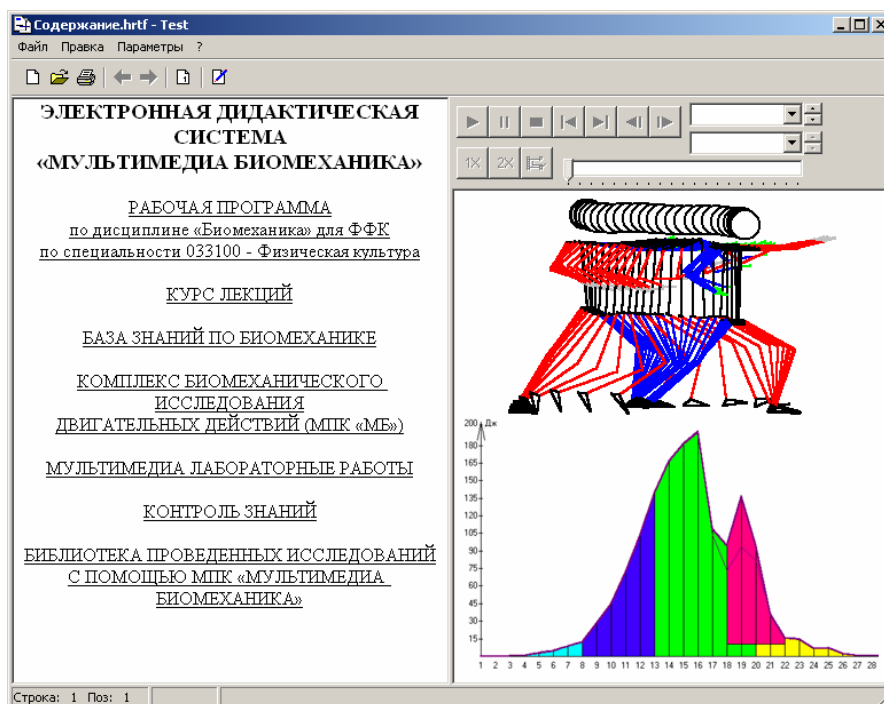 Содержание.hrtf - Test
Файл Правка Параметры ?
ЭЛЕКТРОННАЯ ДИДАКТИЧЕСКАЯ
СИСТЕМА
«МУЛЬТИМЕДИА БИОМЕХАНИКА»
РАБОЧАЯ ПРОГРАММА
по дисциплине «Биомеханика» для ФФК
по специальности 033100 - Физическая культура
КУРС ЛЕКЦИЙ
БАЗА ЗНАНИЙ ПО БИОМЕХАНИКЕ
КОМПЛЕКС БИОМЕХАНИЧЕСКОГО
ИССЛЕДОВАНИЯ
ДВИГАТЕЛЬНЫХ ДЕЙСТВИЙ (МПК «МБ»)
МУЛЬТИМЕДИА ЛАБОРАТОРНЫЕ РАБОТЫ
КОНТРОЛЬ ЗНАНИЙ
БИБЛИОТЕКА ПРОВЕДЕННЫХ ИССЛЕДОВАНИЙ
С ПОМОЩЬЮ МПК «МУЛЬТИМЕДИА
БИОМЕХАНИКА»
1X 2X
200 Дж
180
165
150
135
120
105
90
75
60
45
30
15
1 2 3 4 5 6 7 8 9 10 11 12 13 14 15 16 17 18 19 20 21 22 23 24 25 26 27 28
Строка: 1 Поз: 1